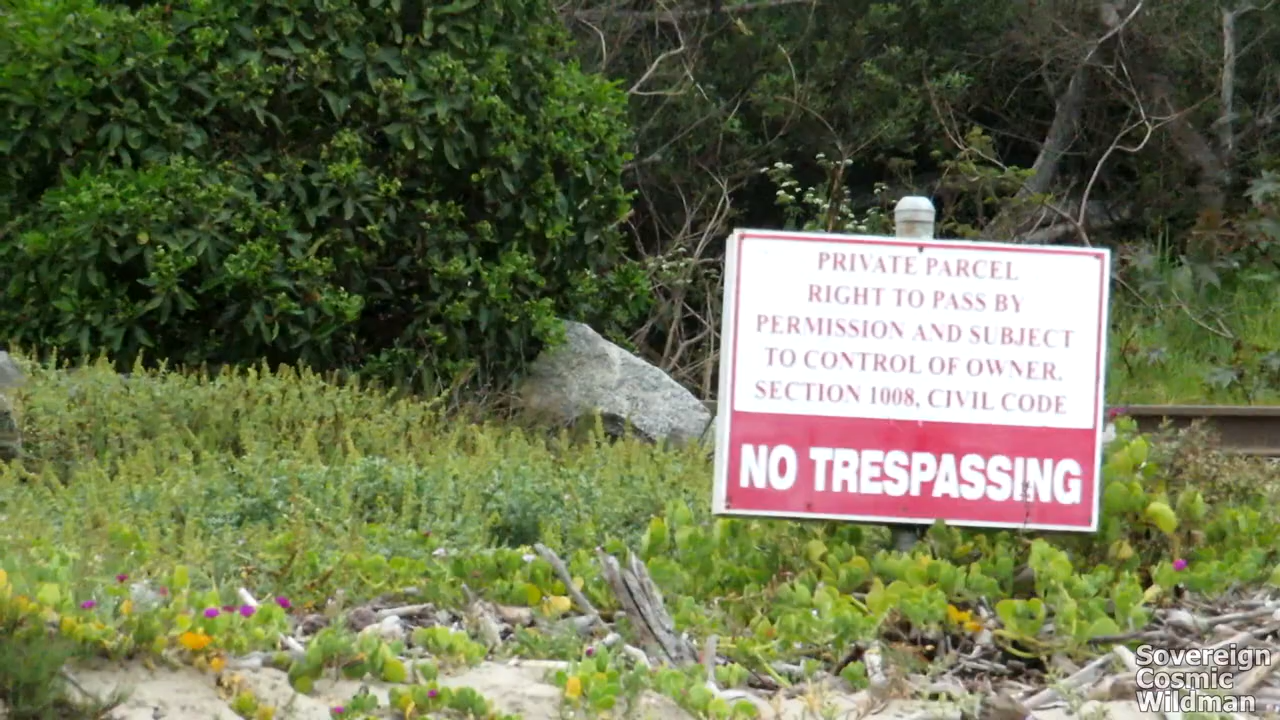 PRIVATE PARCEL
RIGHT TO PASS BY
PERMISSION AND SUBJECT
TO CONTROL OF OWNER.
SECTION 1008, CIVIL CODE
NO TRESPASSING
Sovereign
Cosmic
Wildman